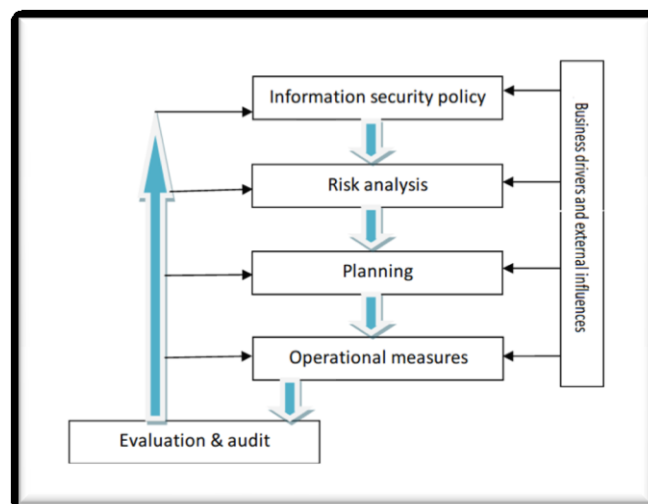 Information security policy
Risk analysis
Planning
Operational measures
Evaluation & audit
Business drivers and external influences